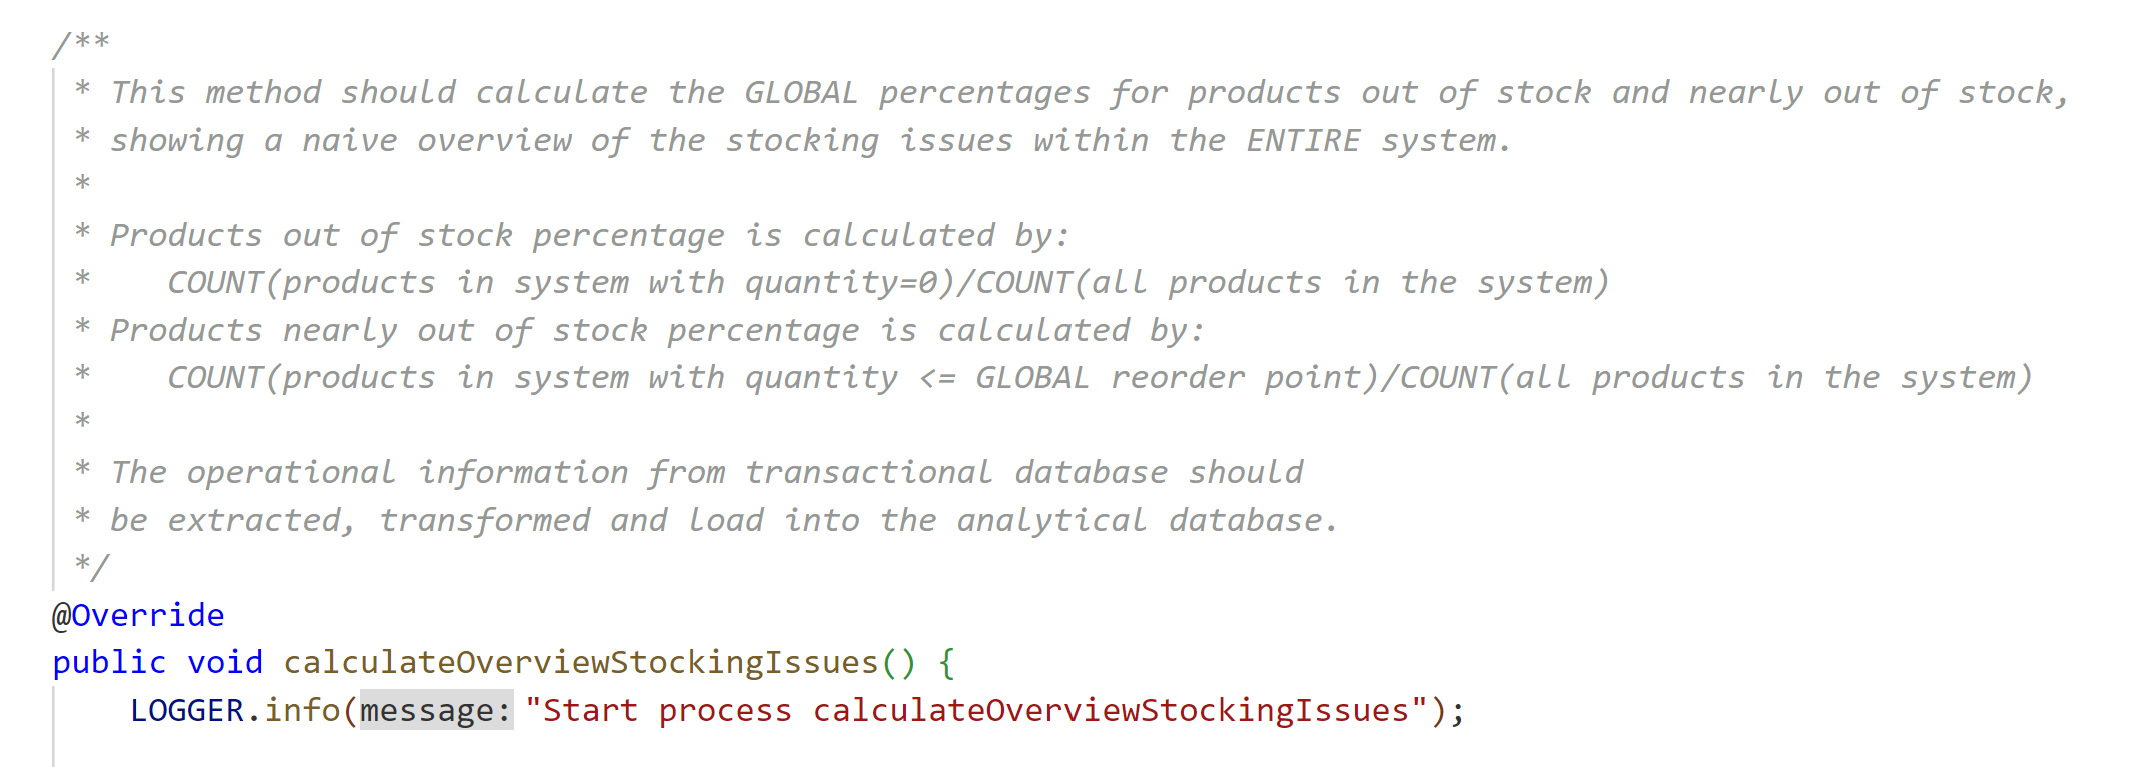 /**
* This method should calculate the GLOBAL percentages for products out of stock and nearly out of stock,
* showing a naive overview of the stocking issues within the ENTIRE system.
*
* Products out of stock percentage is calculated by:
*    COUNT(products in system with quantity=0)/COUNT(all products in the system)
* Products nearly out of stock percentage is calculated by:
*    COUNT(products in system with quantity <= GLOBAL reorder point)/COUNT(all products in the system)
*
* The operational information from transactional database should
* be extracted, transformed and load into the analytical database.
*/
@Override
public void calculateOverviewStockingIssues() {
    LOGGER.info(message: "Start process calculateOverviewStockingIssues");